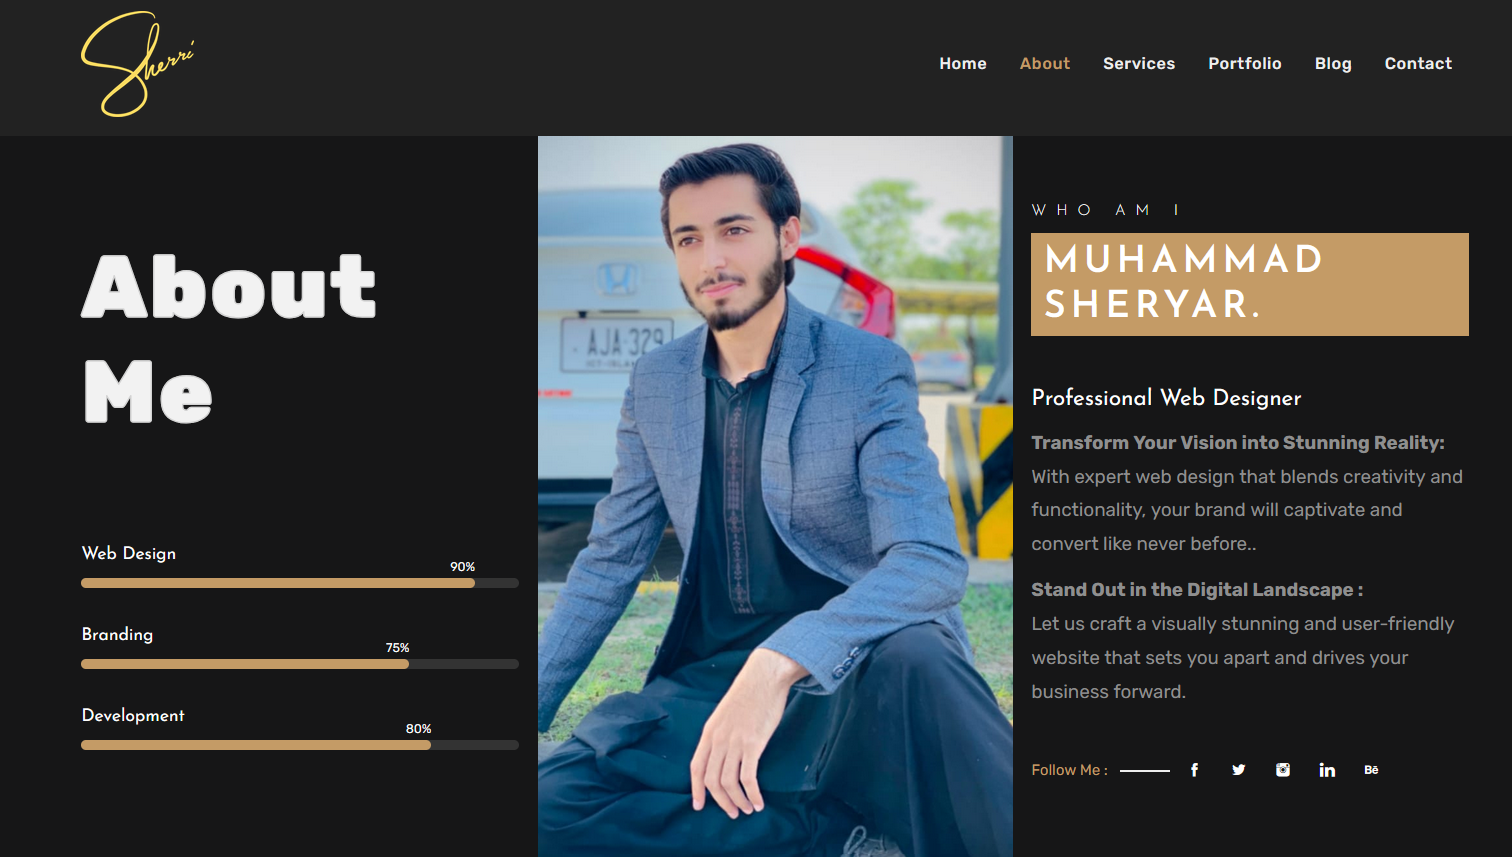 Sherri
Home About Services Portfolio Blog Contact
About
Me
Web Design
90%
Branding
75%
Development
80%
AJA 329
WHO AM I
MUHAMMAD
SHERYAR.
Professional Web Designer
Transform Your Vision into Stunning Reality:
With expert web design that blends creativity and
functionality, your brand will captivate and
convert like never before..
Stand Out in the Digital Landscape :
Let us craft a visually stunning and user-friendly
website that sets you apart and drives your
business forward.
Follow Me :
f
in
Bē